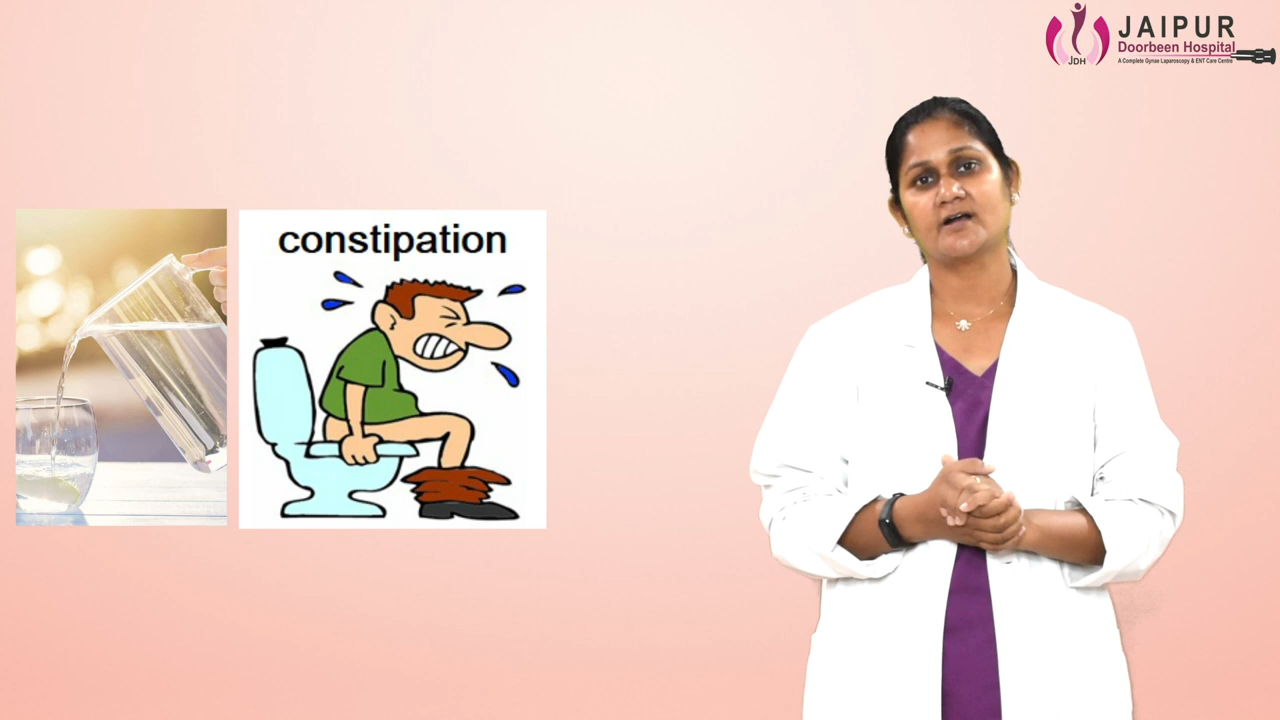 JAIPUR
Doorbeen Hospital
A Complete Gynae Laparoscopy & ENT Care Centre
JDH
constipation